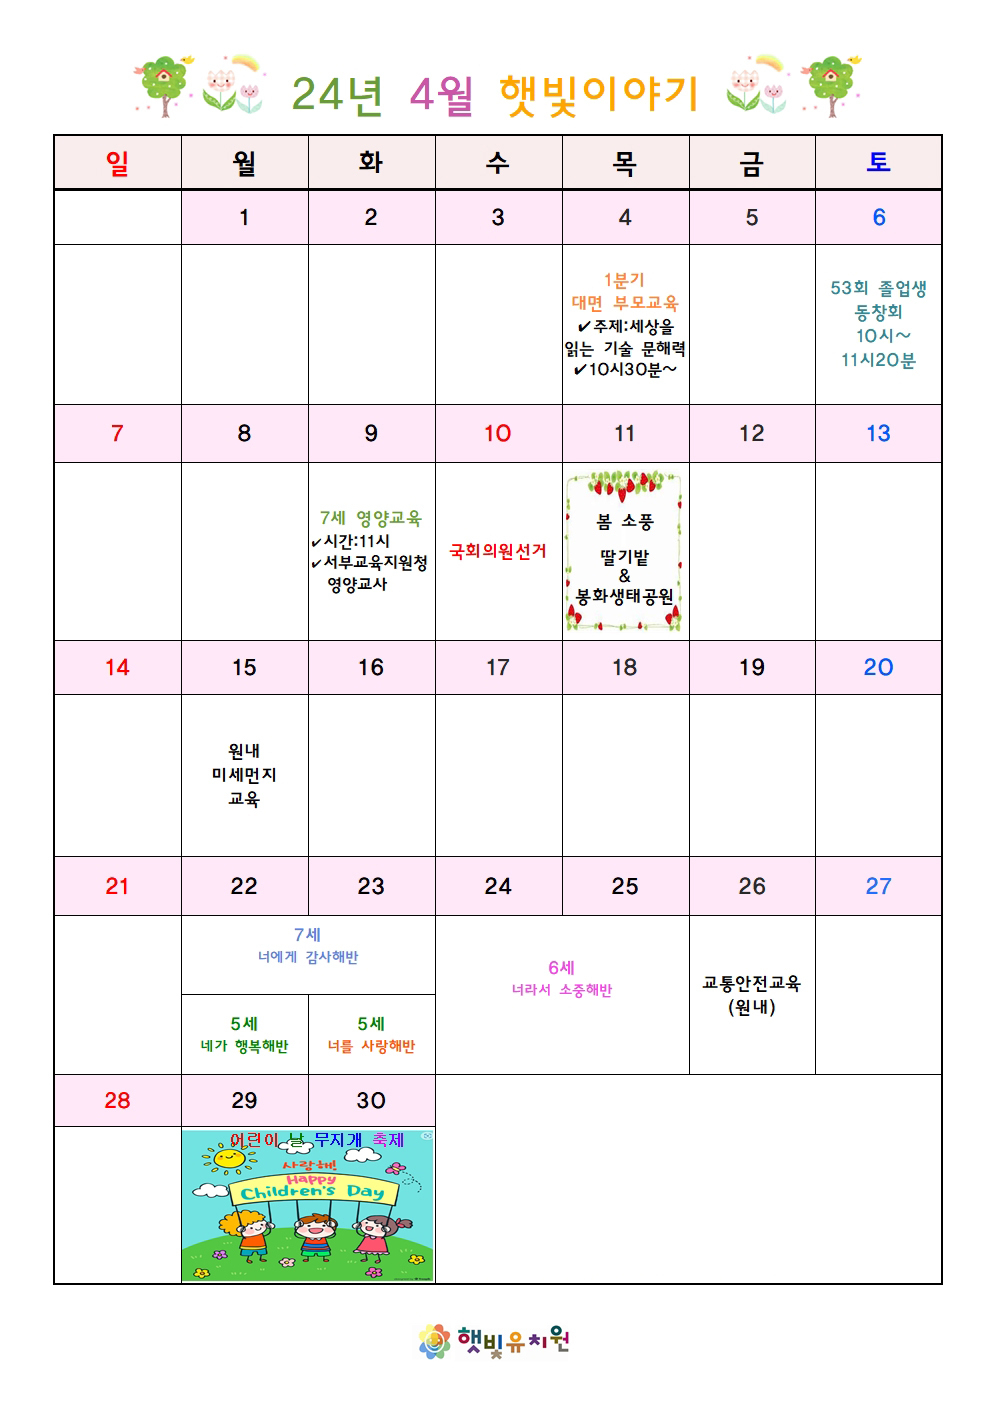 24년 4월 햇빛이야기
일 월 화 수 목 금 토
1 2 3 4 5 6
1분기
대면 부모교육
✔주제:세상을
읽는 기술 문해력
✔10시30분~
53회 졸업생
동창회
10시~
11시20분
7 8 9 10 11 12 13
7세 영양교육
✔시간:11시
✔서부교육지원청
영양교사
국회의원선거
봄 소풍
딸기밭
&
봉화생태공원
14 15 16 17 18 19 20
원내
미세먼지
교육
21 22 23 24 25 26 27
7세
너에게 감사해반
5세
네가 행복해반
5세
너를 사랑해반
6세
너라서 소중해반
교통안전교육
(원내)
28 29 30
어린이 날 무지개 축제
사랑해!
Happy
Children's Day
햇빛유치원